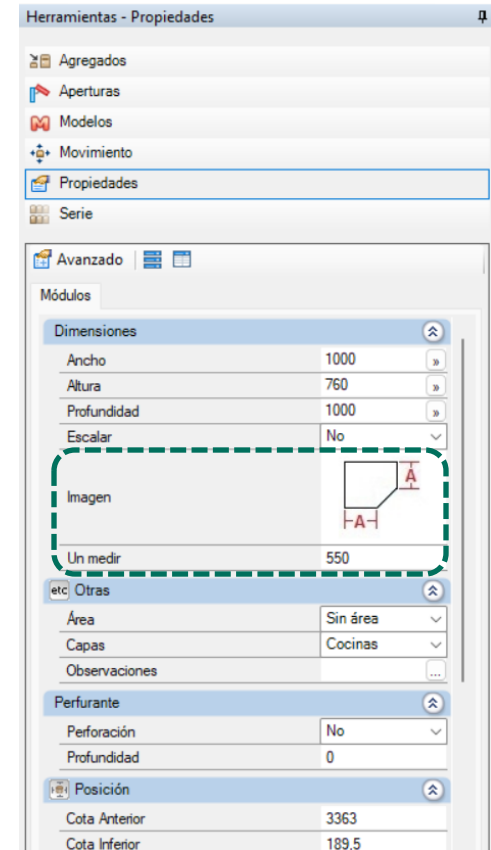 Herramientas - Propiedades
Agregados
Aperturas
Modelos
Movimiento
Propiedades
Serie
Avanzado
Módulos
Dimensiones
Ancho 1000 »
Altura 760 »
Profundidad 1000 »
Escalar No
Imagen A
A
Un medir 550
etc Otras
Área Sin área
Capas Cocinas
Observaciones ...
Perfurante
Perforación No
Profundidad 0
Posición
Cota Anterior 3363
Cota Inferior 189,5